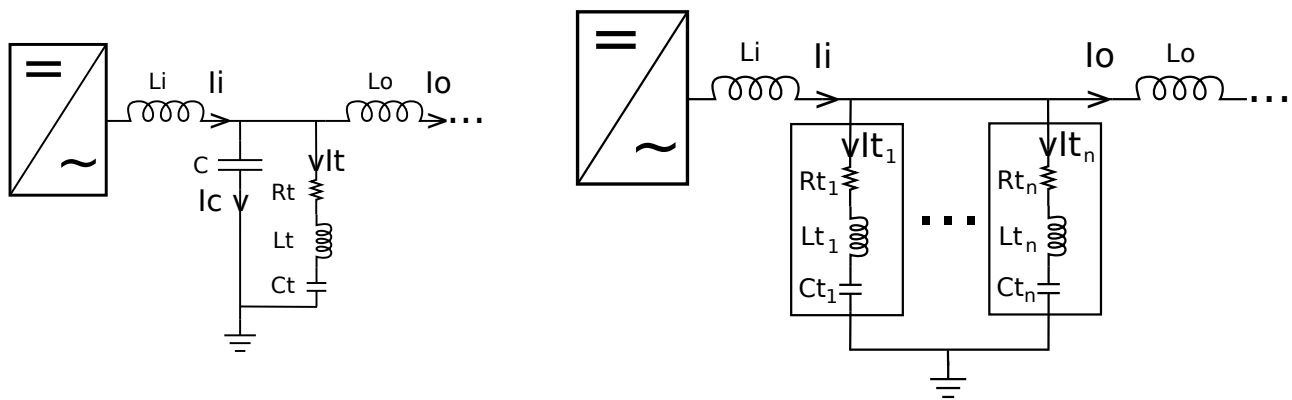 =
~
Li
Ii
Lo
Io
...
C
Ic
It
Rt
Lt
Ct
=
~
Li
Ii
Io
Lo
...
It1
Rt1
Lt1
Ct1
...
Itn
Rtn
Ltn
Ctn